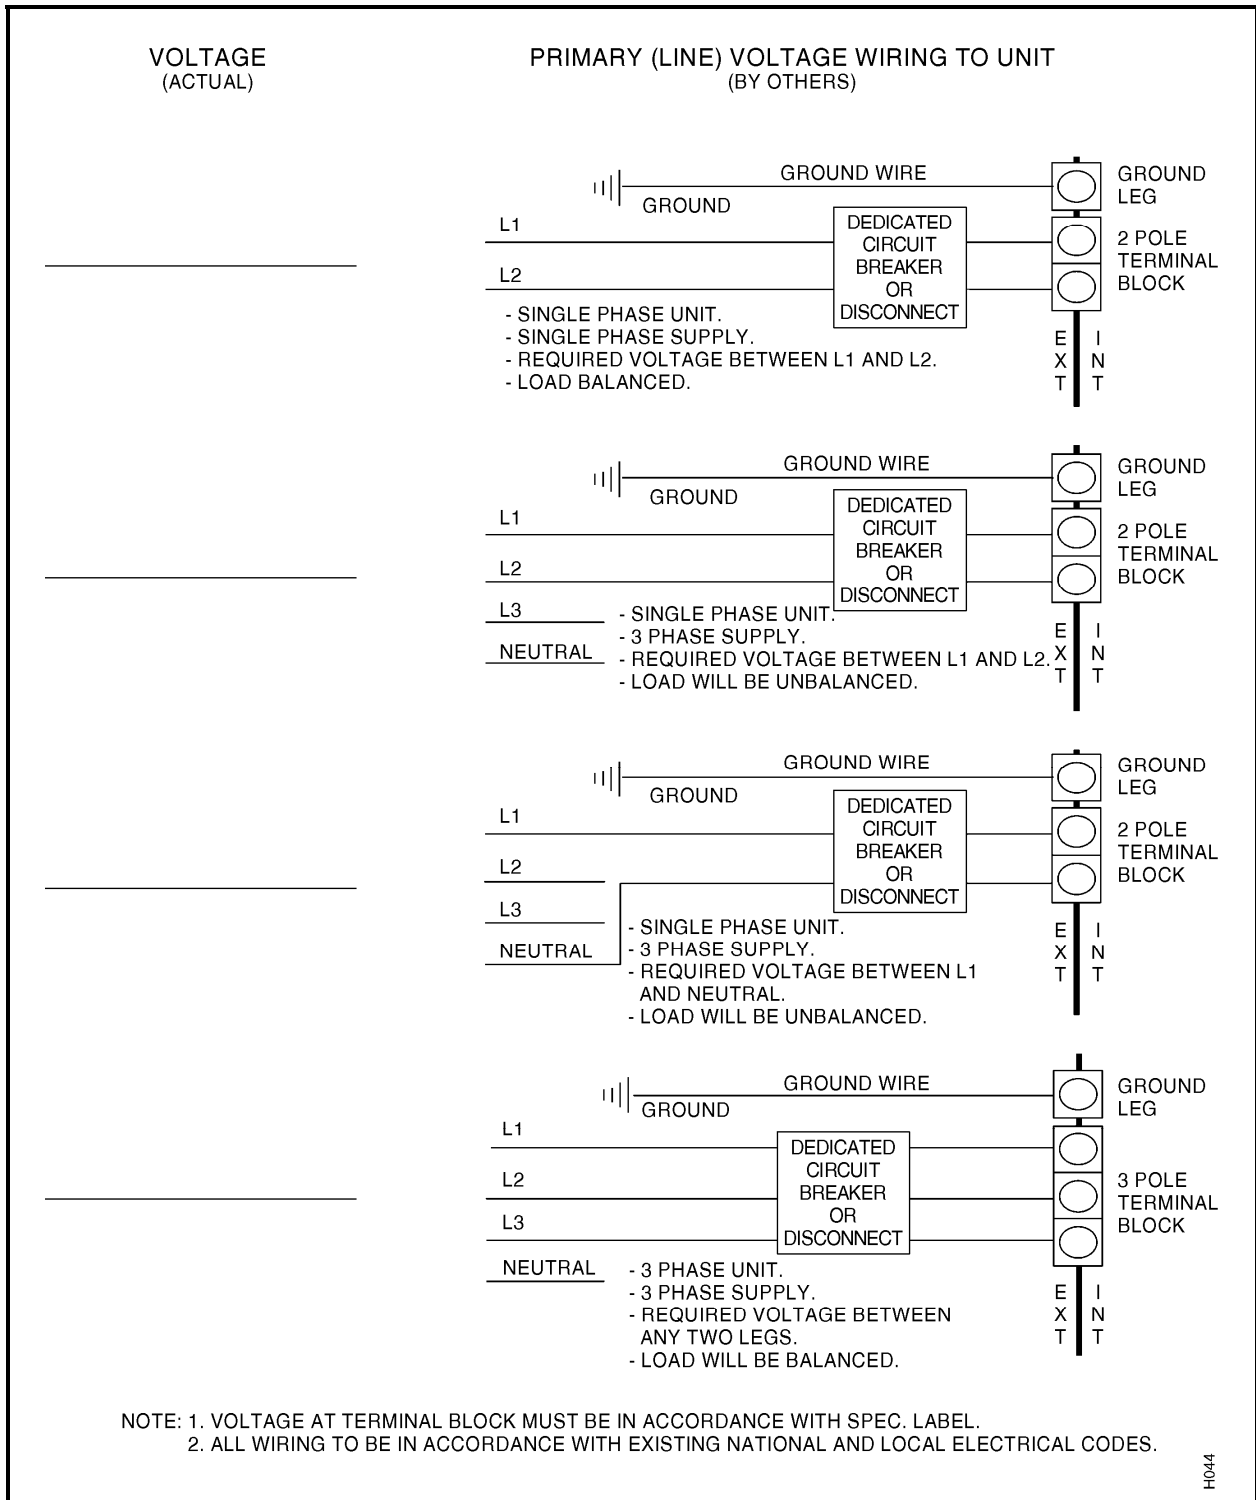 VOLTAGE
(ACTUAL)
PRIMARY (LINE) VOLTAGE WIRING TO UNIT
(BY OTHERS)
GROUND WIRE
GROUND
GROUND
LEG
L1
L2
DEDICATED
CIRCUIT
BREAKER
OR
DISCONNECT
2 POLE
TERMINAL
BLOCK
- SINGLE PHASE UNIT.
- SINGLE PHASE SUPPLY.
- REQUIRED VOLTAGE BETWEEN L1 AND L2.
- LOAD BALANCED.
EXT
INT
GROUND WIRE
GROUND
GROUND
LEG
L1
L2
L3
NEUTRAL
DEDICATED
CIRCUIT
BREAKER
OR
DISCONNECT
2 POLE
TERMINAL
BLOCK
- SINGLE PHASE UNIT.
- 3 PHASE SUPPLY.
- REQUIRED VOLTAGE BETWEEN L1 AND L2.
- LOAD WILL BE UNBALANCED.
EXT
INT
GROUND WIRE
GROUND
GROUND
LEG
L1
L2
L3
NEUTRAL
DEDICATED
CIRCUIT
BREAKER
OR
DISCONNECT
2 POLE
TERMINAL
BLOCK
- SINGLE PHASE UNIT.
- 3 PHASE SUPPLY.
- REQUIRED VOLTAGE BETWEEN L1
AND NEUTRAL.
- LOAD WILL BE UNBALANCED.
EXT
INT
GROUND WIRE
GROUND
GROUND
LEG
L1
L2
L3
NEUTRAL
DEDICATED
CIRCUIT
BREAKER
OR
DISCONNECT
3 POLE
TERMINAL
BLOCK
- 3 PHASE UNIT.
- 3 PHASE SUPPLY.
- REQUIRED VOLTAGE BETWEEN
ANY TWO LEGS.
- LOAD WILL BE BALANCED.
EXT
INT
NOTE: 1. VOLTAGE AT TERMINAL BLOCK MUST BE IN ACCORDANCE WITH SPEC. LABEL.
2. ALL WIRING TO BE IN ACCORDANCE WITH EXISTING NATIONAL AND LOCAL ELECTRICAL CODES.
H044